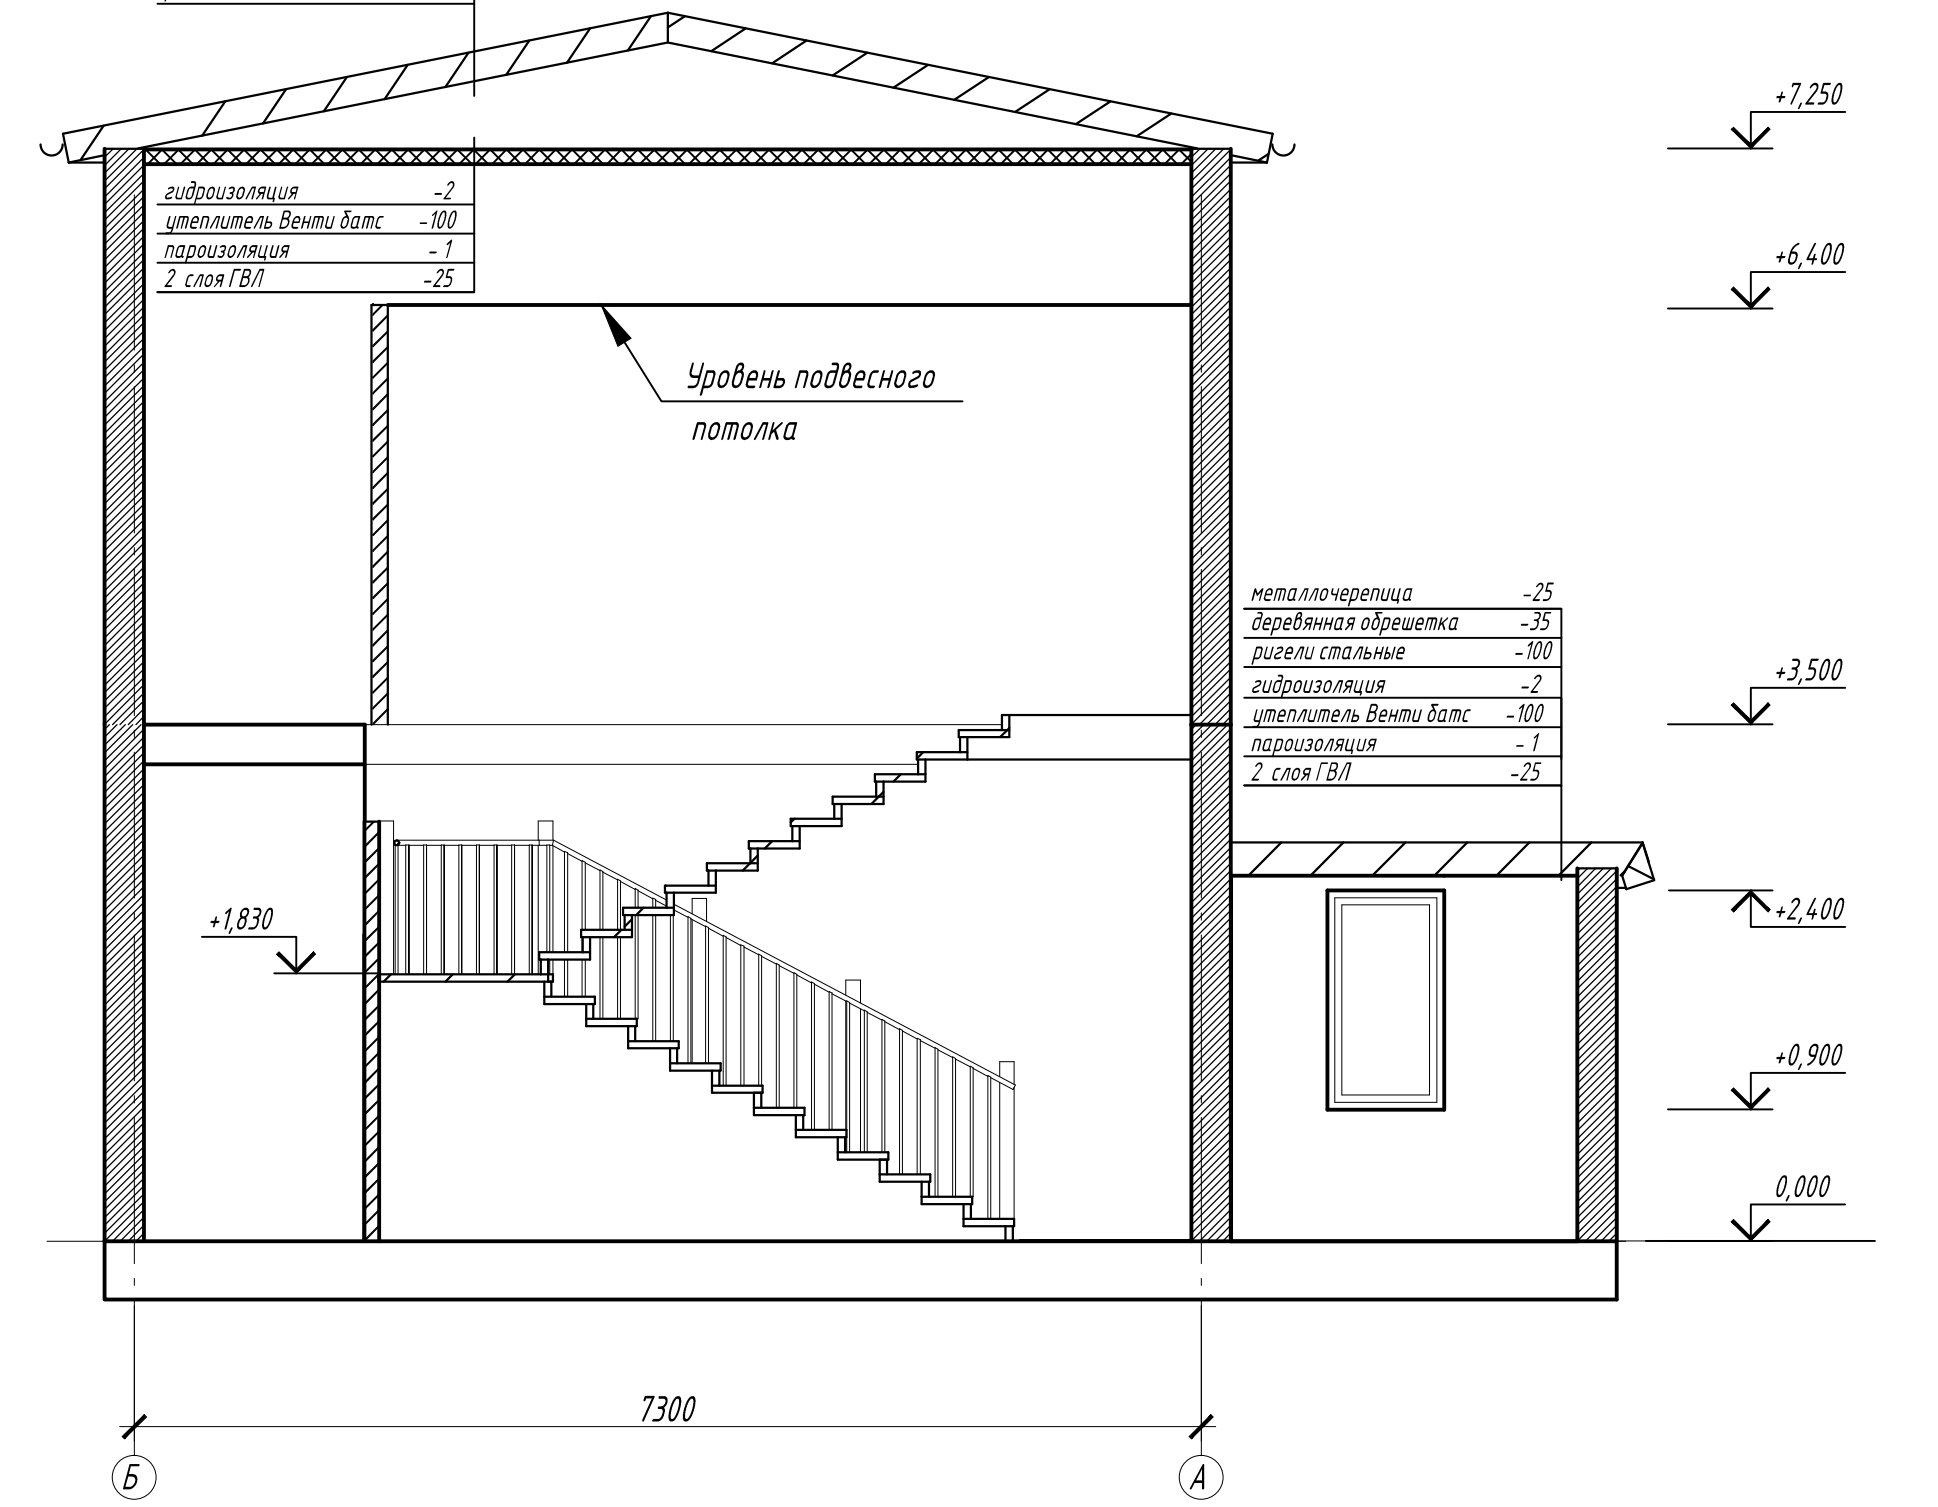 +7,250
гидроизоляция -2
утеплитель Венти батс -100
пароизоляция - 1
2 слоя ГВЛ -25
+6,400
Уровень подвесного
потолка
металлочерепица -25
деревянная обрешетка -35
ригели стальные -100
гидроизоляция -2
утеплитель Венти батс -100
пароизоляция - 1
2 слоя ГВЛ -25
+3,500
+1,830
+2,400
+0,900
0,000
7300
Б
А